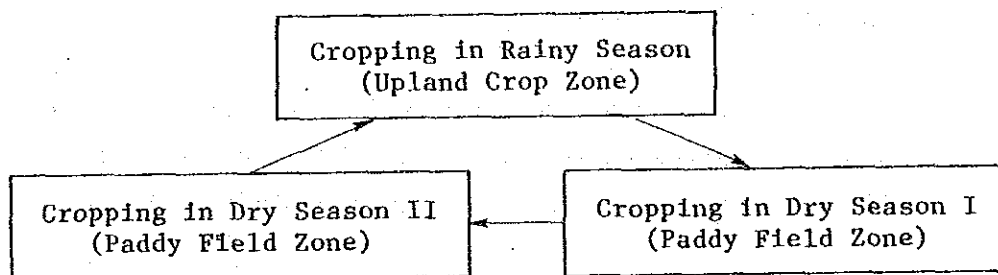 Cropping in Rainy Season
(Upland Crop Zone)
Cropping in Dry Season II
(Paddy Field Zone)
Cropping in Dry Season I
(Paddy Field Zone)